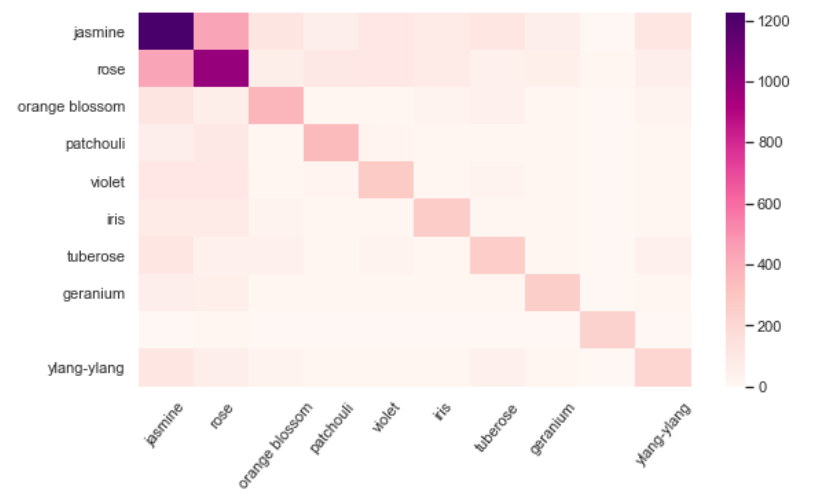 jasmine
rose
orange blossom
patchouli
violet
iris
tuberose
geranium
ylang-ylang
jasmine
rose
orange blossom
patchouli
violet
iris
tuberose
geranium
ylang-ylang
1200
1000
800
600
400
200
0